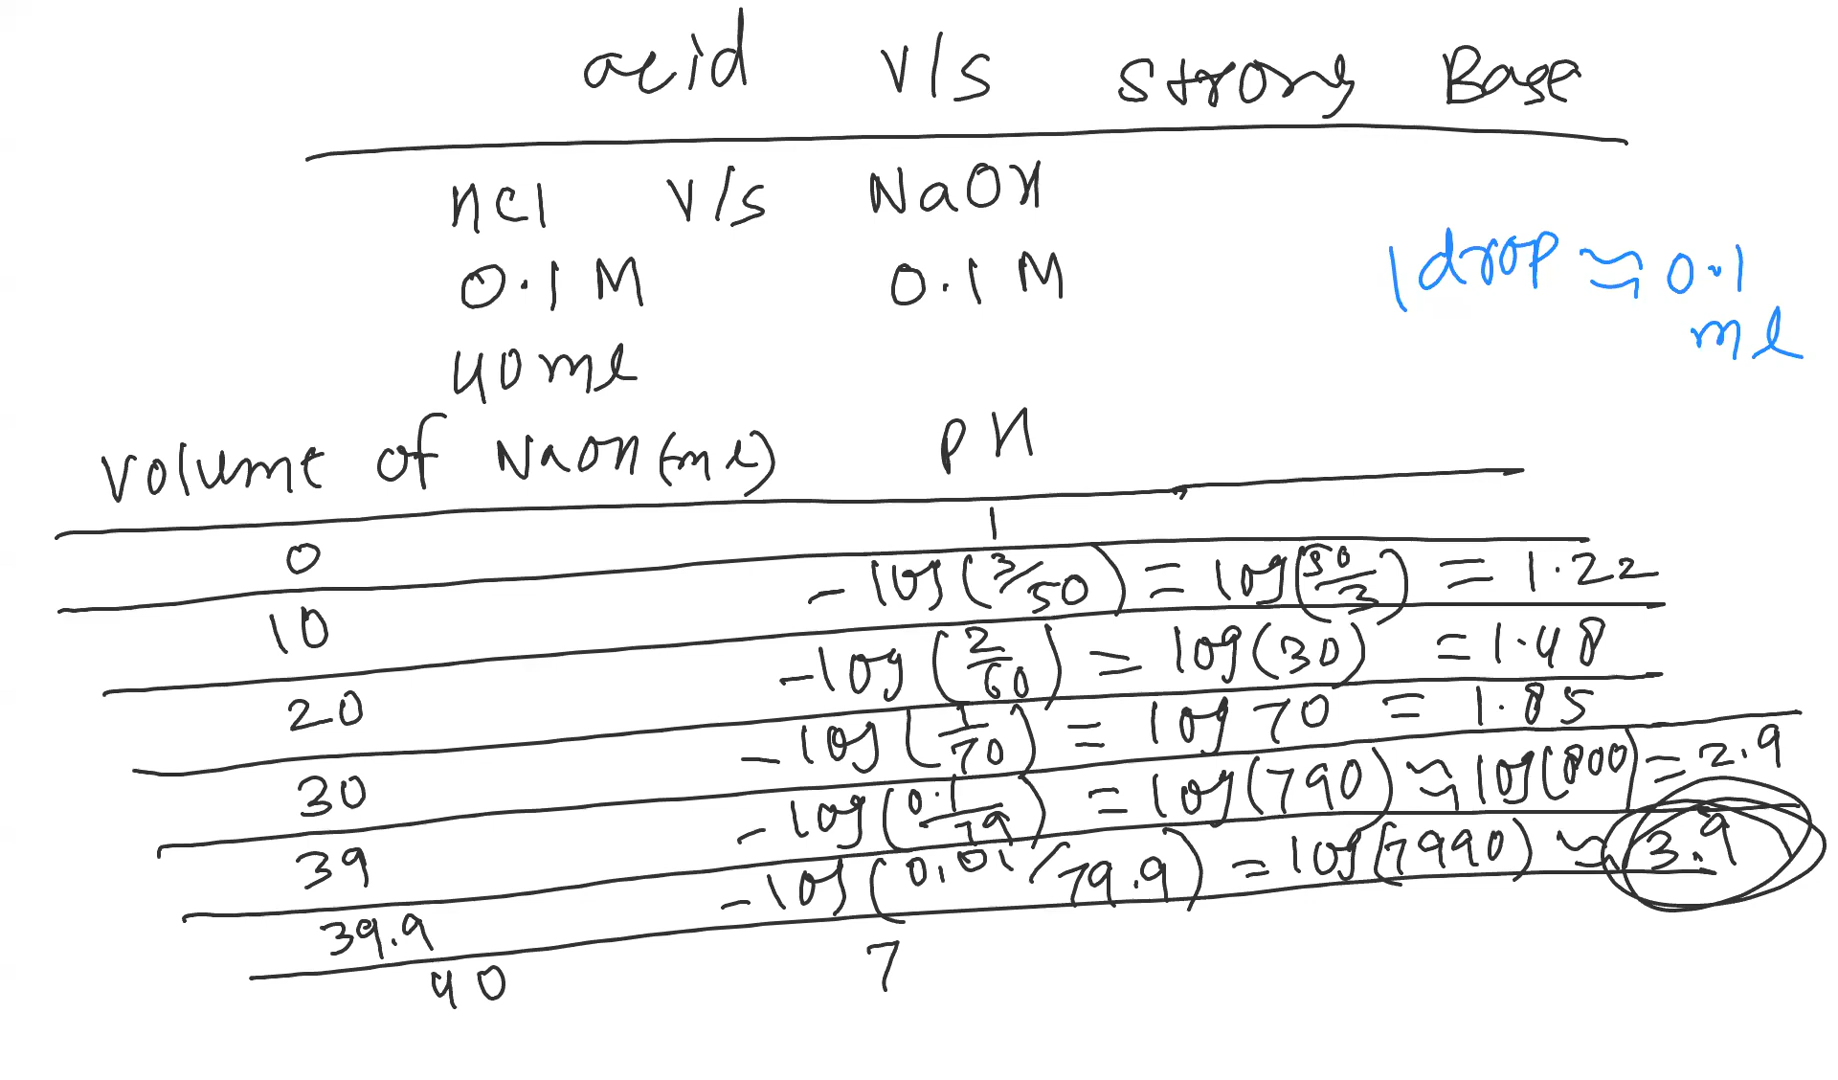 acid v/s strong Base
HCl v/s NaOH
0.1 M 0.1 M
1 drop ≈ 0.1 ml
40 ml
Volume of NaOH (ml) pH
0 1
10 - log (3/50) = log (50/3) = 1.22
20 - log (2/60) = log (30) = 1.48
30 - log (1/70) = log 70 = 1.85
39 - log (0.1/79) = log (790) ≈ log (800) = 2.9
39.9 - log (0.01/79.9) = log (7990) ≈ 3.9
40 7